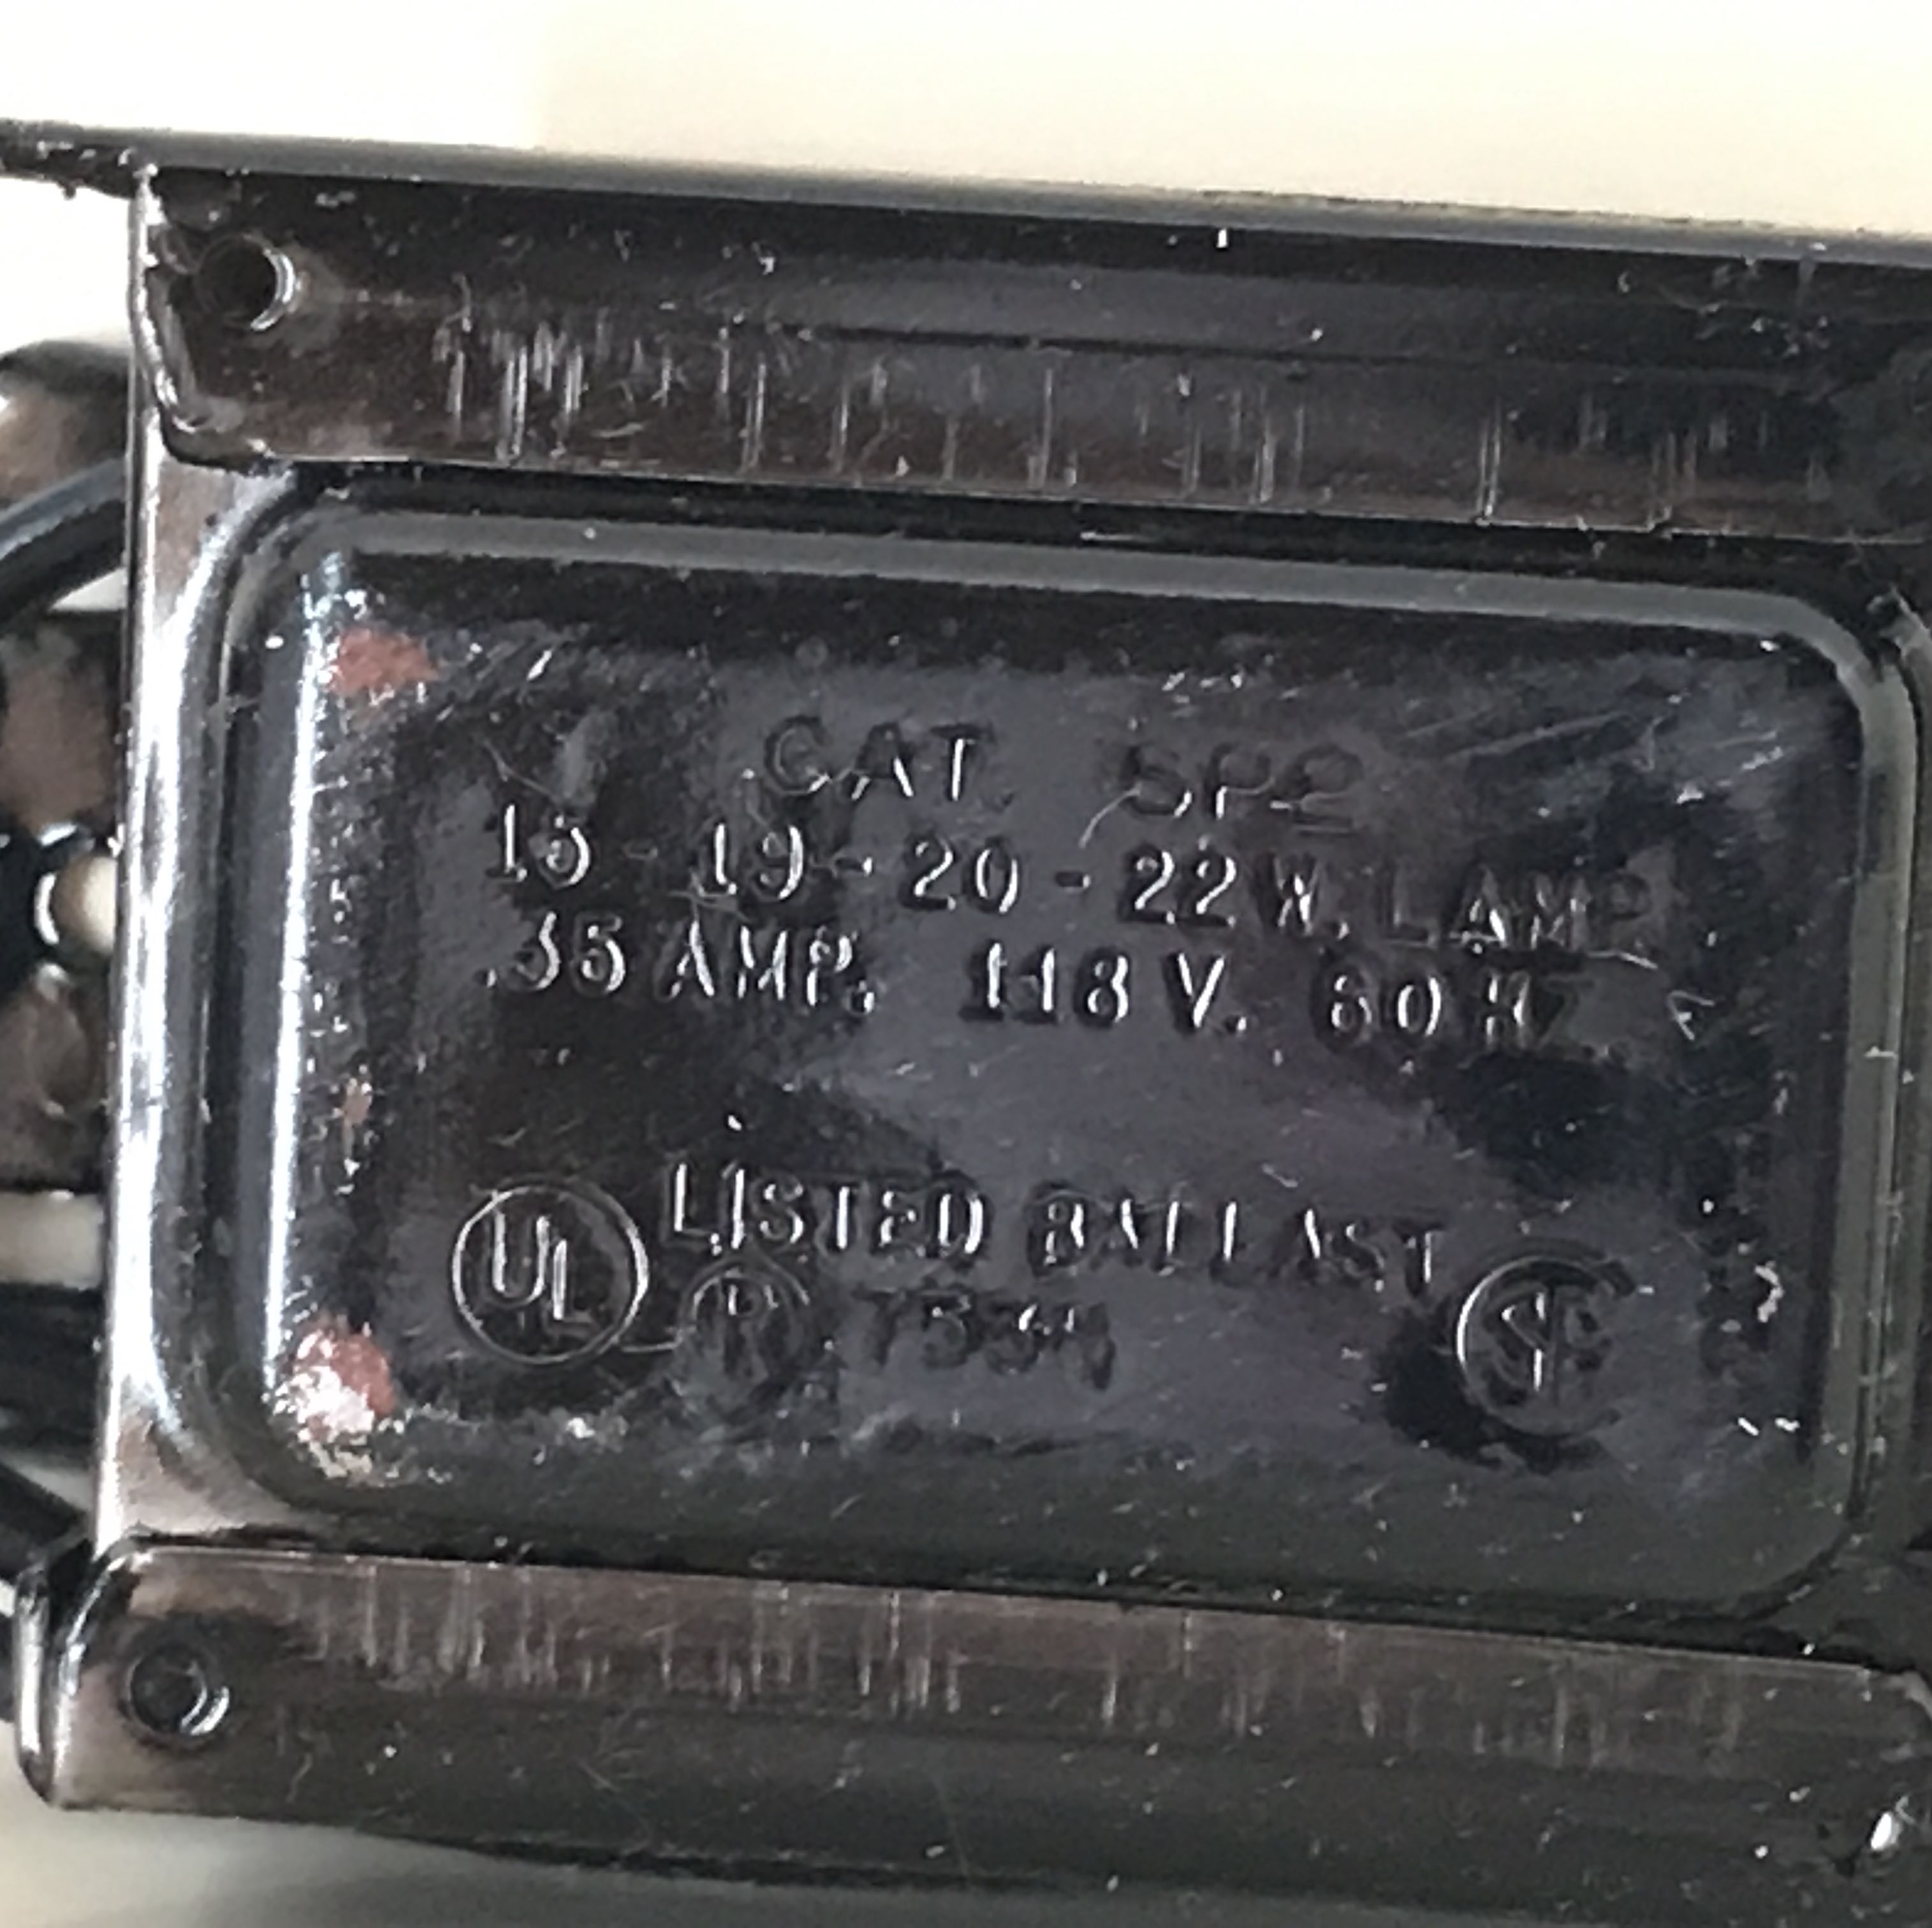 CAT. SP2
15-19-20-22 W. LAMP
.35 AMP. 118 V. 60 HZ
UL LISTED BALLAST
R